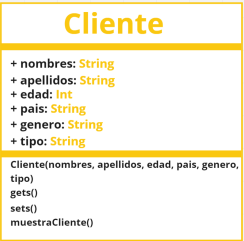 Cliente
+ nombres: String
+ apellidos: String
+ edad: Int
+ pais: String
+ genero: String
+ tipo: String
Cliente(nombres, apellidos, edad, pais, genero,
tipo)
gets()
sets()
muestraCliente()